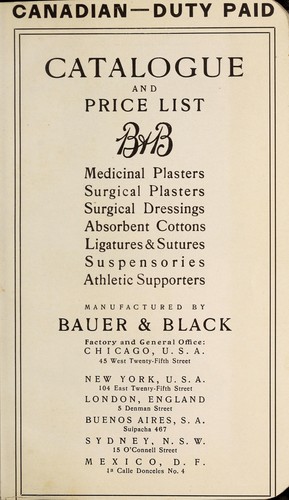 CANADIAN—DUTY PAID
CATALOGUE
AND
PRICE LIST
B&B
Medicinal Plasters
Surgical Plasters
Surgical Dressings
Absorbent Cottons
Ligatures & Sutures
Suspensories
Athletic Supporters
MANUFACTURED BY
BAUER & BLACK
Factory and General Office:
CHICAGO, U. S. A.
45 West Twenty-Fifth Street
NEW YORK, U. S. A.
104 East Twenty-Fifth Street
LONDON, ENGLAND
5 Denman Street
BUENOS AIRES, S. A.
Suipacha 467
SYDNEY, N. S. W.
15 O'Connell Street
MEXICO, D. F.
1ª Calle Donceles No. 4